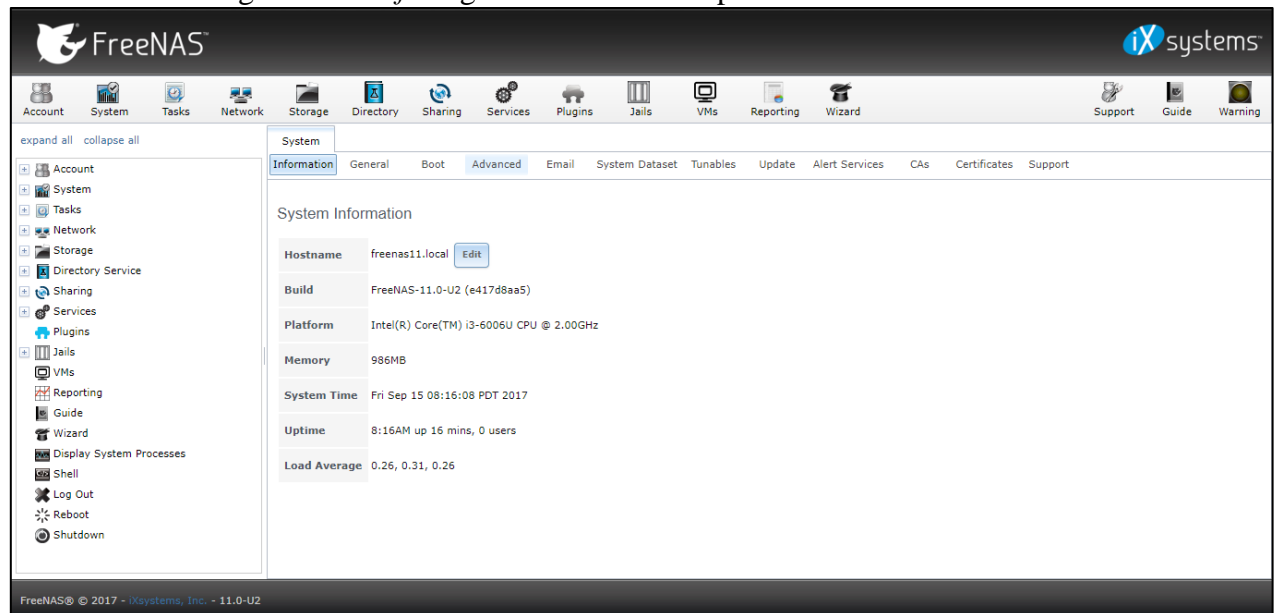 FreeNAS™
iX systems™
Account System Tasks Network Storage Directory Sharing Services Plugins Jails VMs Reporting Wizard Support Guide Warning
expand all collapse all
System
Information General Boot Advanced Email System Dataset Tunables Update Alert Services CAs Certificates Support
Account
System
Tasks
Network
Storage
Directory Service
Sharing
Services
Plugins
Jails
VMs
Reporting
Guide
Wizard
Display System Processes
Shell
Log Out
Reboot
Shutdown
System Information
Hostname freenas11.local Edit
Build FreeNAS-11.0-U2 (e417d8aa5)
Platform Intel(R) Core(TM) i3-6006U CPU @ 2.00GHz
Memory 986MB
System Time Fri Sep 15 08:16:08 PDT 2017
Uptime 8:16AM up 16 mins, 0 users
Load Average 0.26, 0.31, 0.26
FreeNAS® © 2017 - iXsystems, Inc. - 11.0-U2